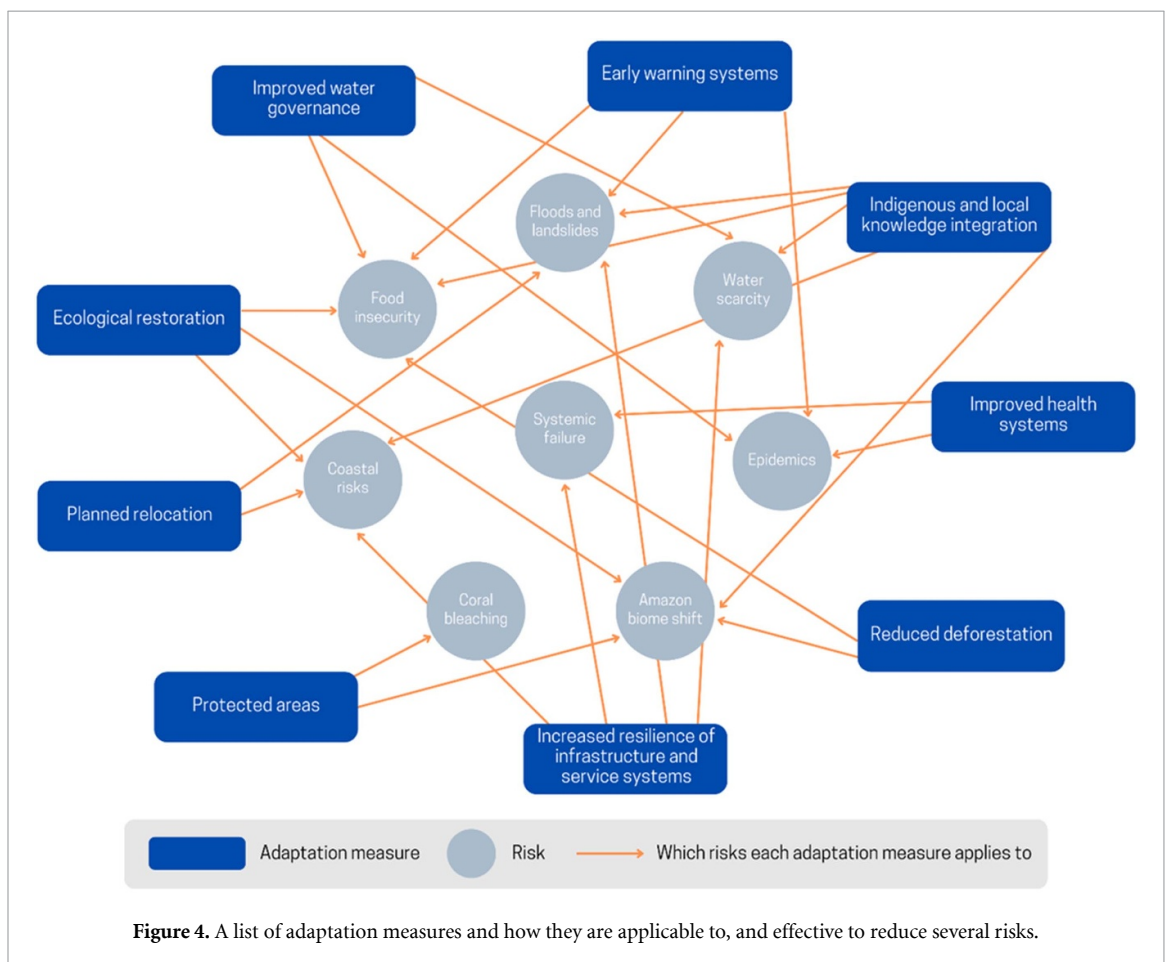 Early warning systems
Improved water
governance
Floods and
landslides
Indigenous and local
knowledge integration
Water
scarcity
Food
insecurity
Ecological restoration
Systemic
failure
Improved health
systems
Epidemics
Coastal
risks
Planned relocation
Coral
bleaching
Amazon
biome shift
Reduced deforestation
Protected areas
Increased resilience of
infrastructure and
service systems
Adaptation measure
Risk
Which risks each adaptation measure applies to
Figure 4. A list of adaptation measures and how they are applicable to, and effective to reduce several risks.